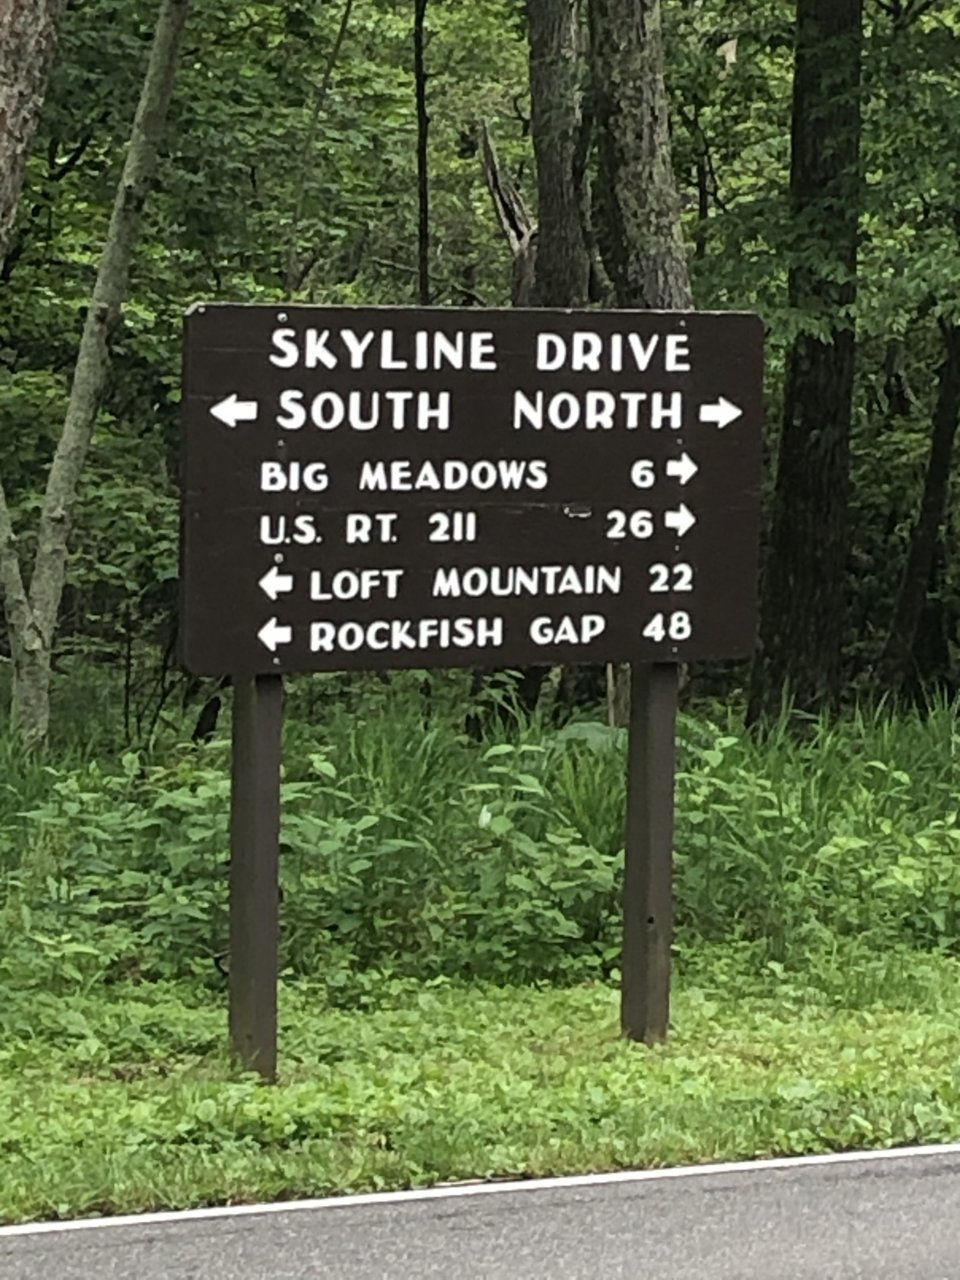 SKYLINE DRIVE
← SOUTH NORTH →
BIG MEADOWS 6 →
U.S. RT. 211 26 →
← LOFT MOUNTAIN 22
← ROCKFISH GAP 48